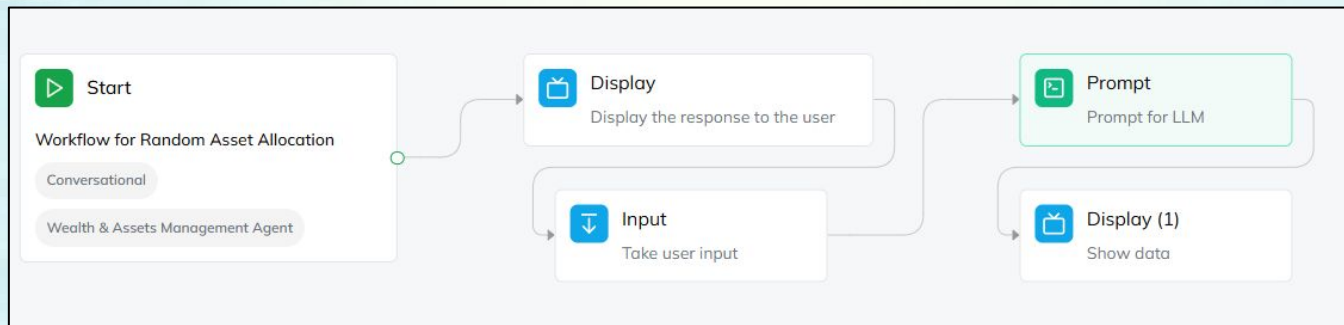 Start
Workflow for Random Asset Allocation
Conversational
Wealth & Assets Management Agent
Display
Display the response to the user
Input
Take user input
Prompt
Prompt for LLM
Display (1)
Show data